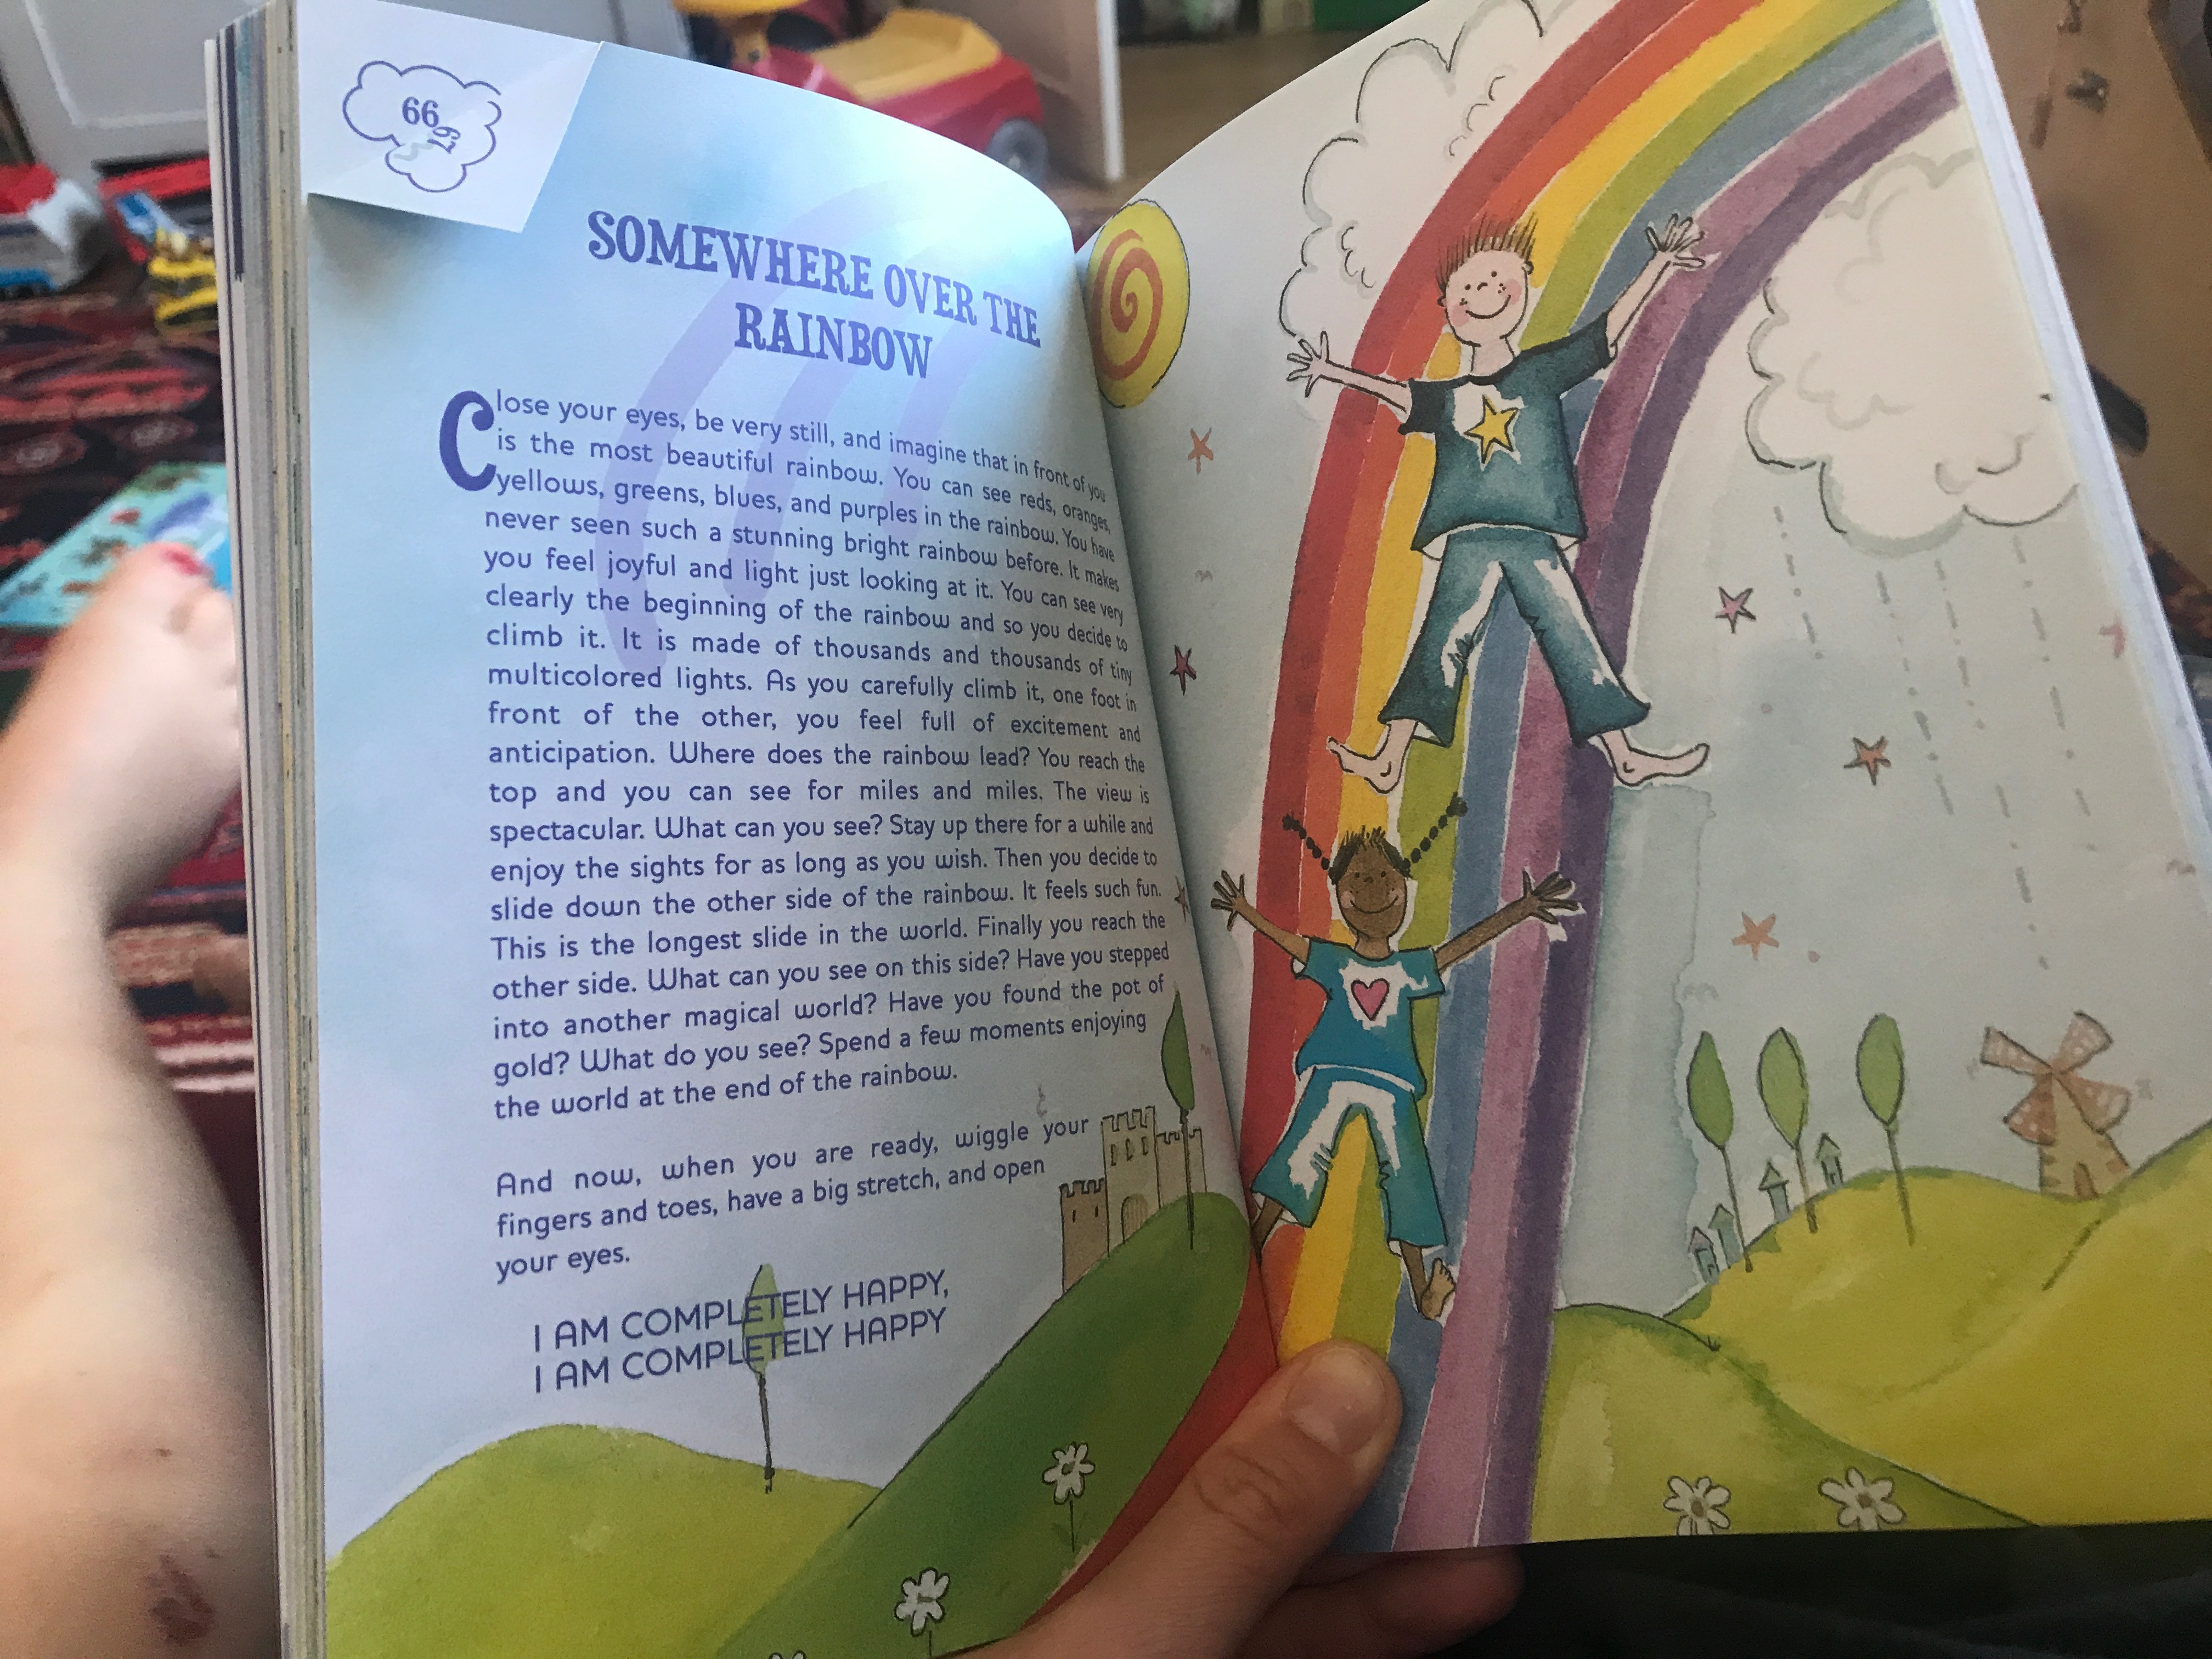 66
67
SOMEWHERE OVER THE
RAINBOW
Close your eyes, be very still, and imagine that in front of you
is the most beautiful rainbow. You can see reds, oranges,
yellows, greens, blues, and purples in the rainbow. You have
never seen such a stunning bright rainbow before. It makes
you feel joyful and light just looking at it. You can see very
clearly the beginning of the rainbow and so you decide to
climb it. It is made of thousands and thousands of tiny
multicolored lights. As you carefully climb it, one foot in
front of the other, you feel full of excitement and
anticipation. Where does the rainbow lead? You reach the
top and you can see for miles and miles. The view is
spectacular. What can you see? Stay up there for a while and
enjoy the sights for as long as you wish. Then you decide to
slide down the other side of the rainbow. It feels such fun.
This is the longest slide in the world. Finally you reach the
other side. What can you see on this side? Have you stepped
into another magical world? Have you found the pot of
gold? What do you see? Spend a few moments enjoying
the world at the end of the rainbow.
And now, when you are ready, wiggle your
fingers and toes, have a big stretch, and open
your eyes.
I AM COMPLETELY HAPPY,
I AM COMPLETELY HAPPY